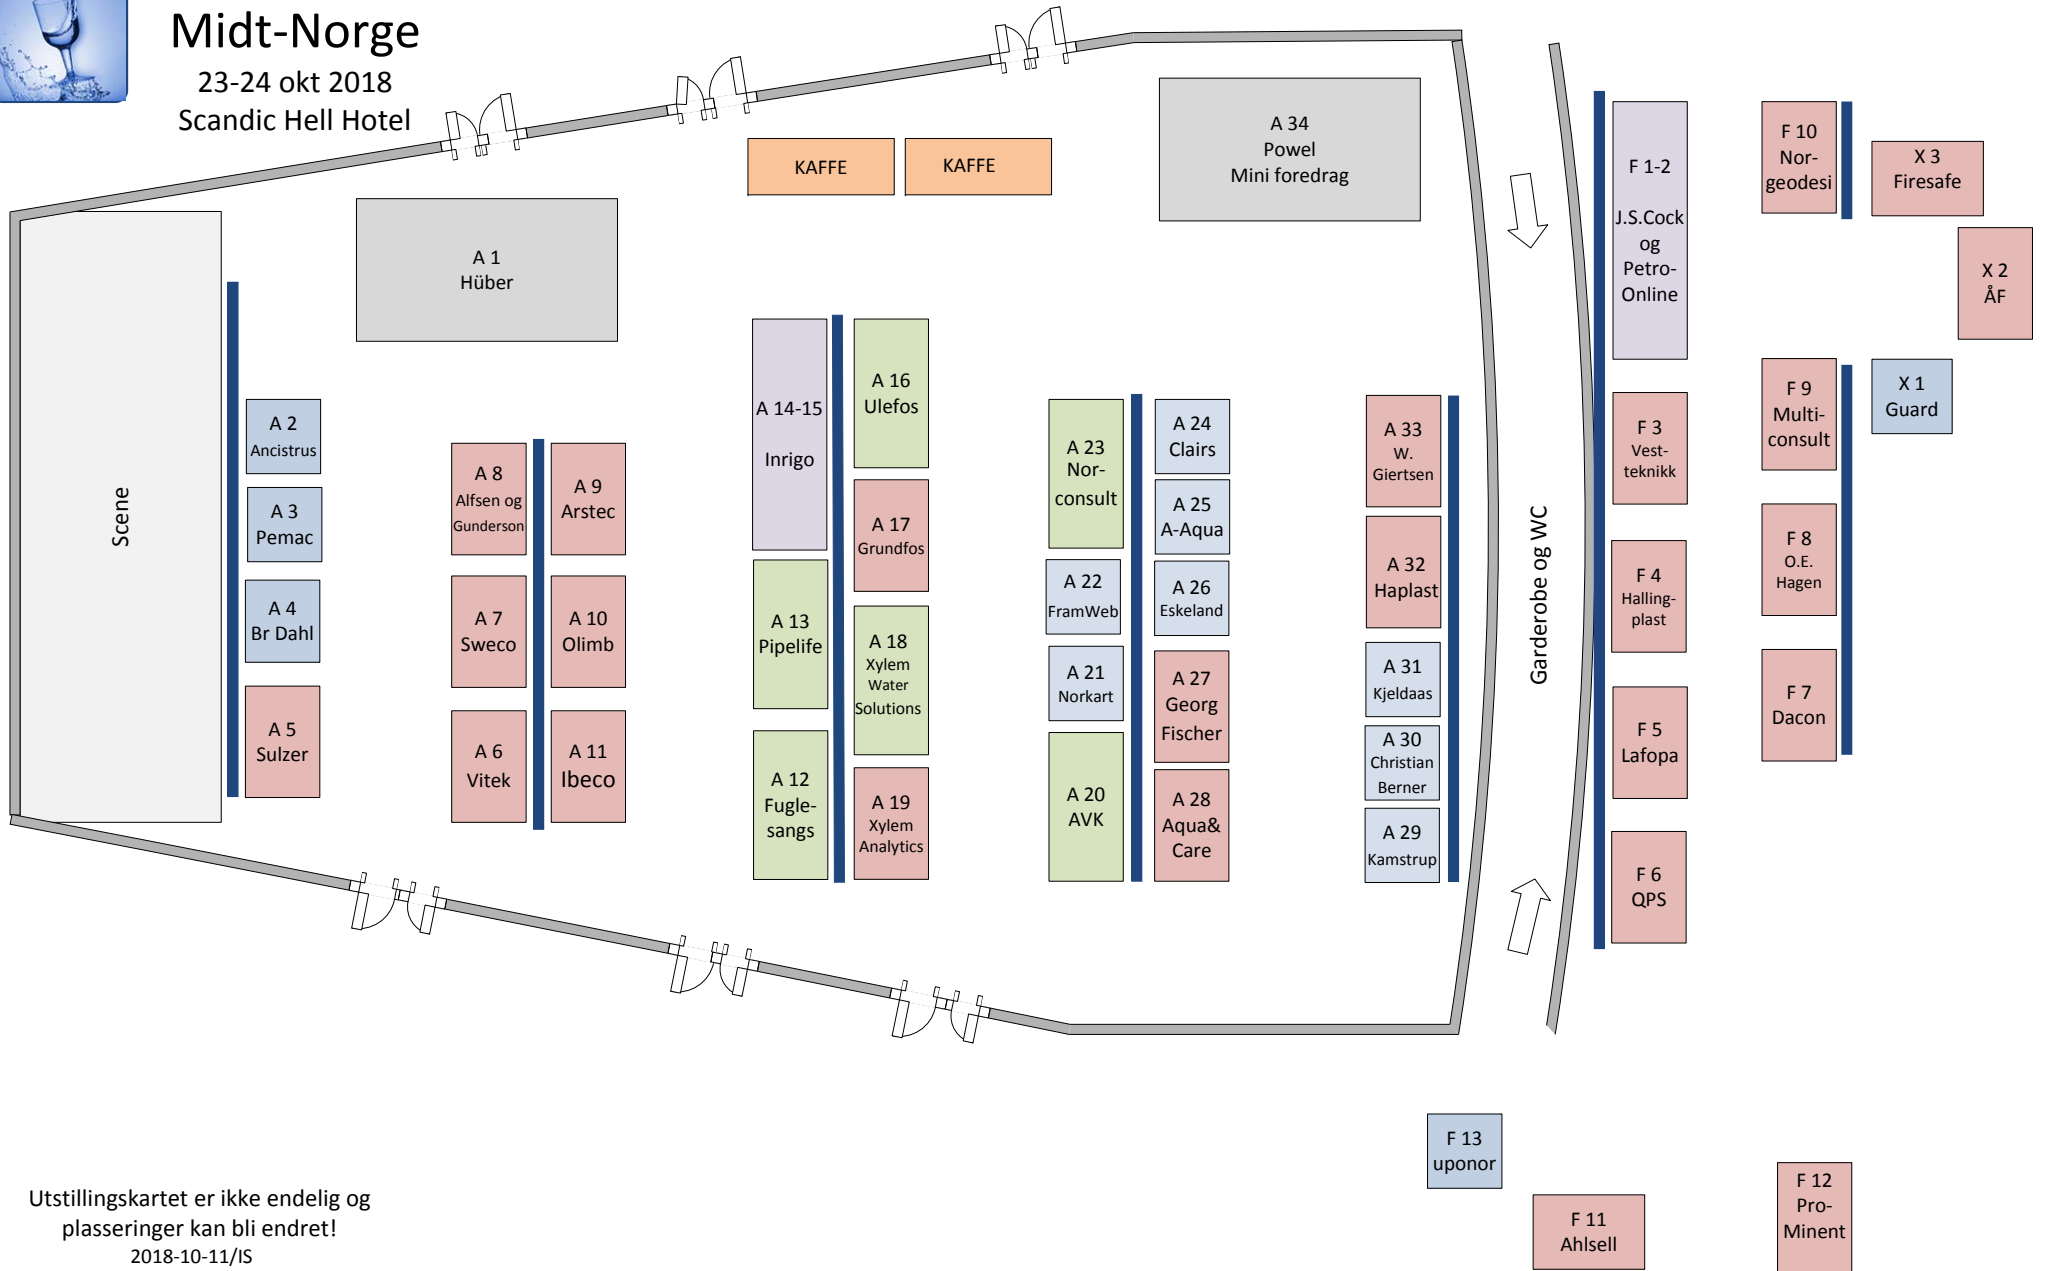 Midt-Norge
23-24 okt 2018
Scandic Hell Hotel
KAFFE
KAFFE
A 34
Powel
Mini foredrag
A 1
Hüber
Scene
A 2
Ancistrus
A 3
Pemac
A 4
Br Dahl
A 5
Sulzer
A 8
Alfsen og
Gunderson
A 7
Sweco
A 6
Vitek
A 9
Arstec
A 10
Olimb
A 11
Ibeco
A 14-15
Inrigo
A 13
Pipelife
A 12
Fugle-
sangs
A 16
Ulefos
A 17
Grundfos
A 18
Xylem
Water
Solutions
A 19
Xylem
Analytics
A 23
Nor-
consult
A 22
FramWeb
A 21
Norkart
A 20
AVK
A 24
Clairs
A 25
A-Aqua
A 26
Eskeland
A 27
Georg
Fischer
A 28
Aqua&
Care
A 33
W.
Giertsen
A 32
Haplast
A 31
Kjeldaas
A 30
Christian
Berner
A 29
Kamstrup
Garderobe og WC
F 1-2
J.S.Cock
og
Petro-
Online
F 3
Vest-
teknikk
F 4
Halling-
plast
F 5
Lafopa
F 6
QPS
F 10
Nor-
geodesi
F 9
Multi-
consult
F 8
O.E.
Hagen
F 7
Dacon
X 3
Firesafe
X 2
ÅF
X 1
Guard
F 13
uponor
F 11
Ahlsell
F 12
Pro-
Minent
Utstillingskartet er ikke endelig og
plasseringer kan bli endret!
2018-10-11/IS